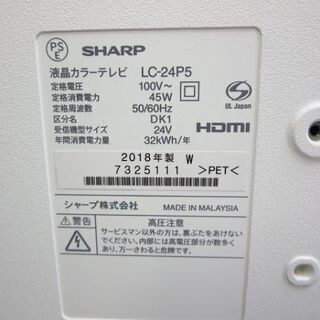 PS
E
SHARP
液晶カラーテレビ LC-24P5
定格電圧 100V~
定格消費電力 45W
定格周波数 50/60Hz
区分名 DK1
受信機型サイズ 24V
年間消費電力量 32kWh/年
UL Japan
HDMI
2018年製 W
7325111 >PET<
シャープ株式会社 MADE IN MALAYSIA
警告 高圧注意
サービスマン以外の方は、裏ぶたをあけないで
ください。内部には高電圧部分が数多く
あり、万一さわると危険です。